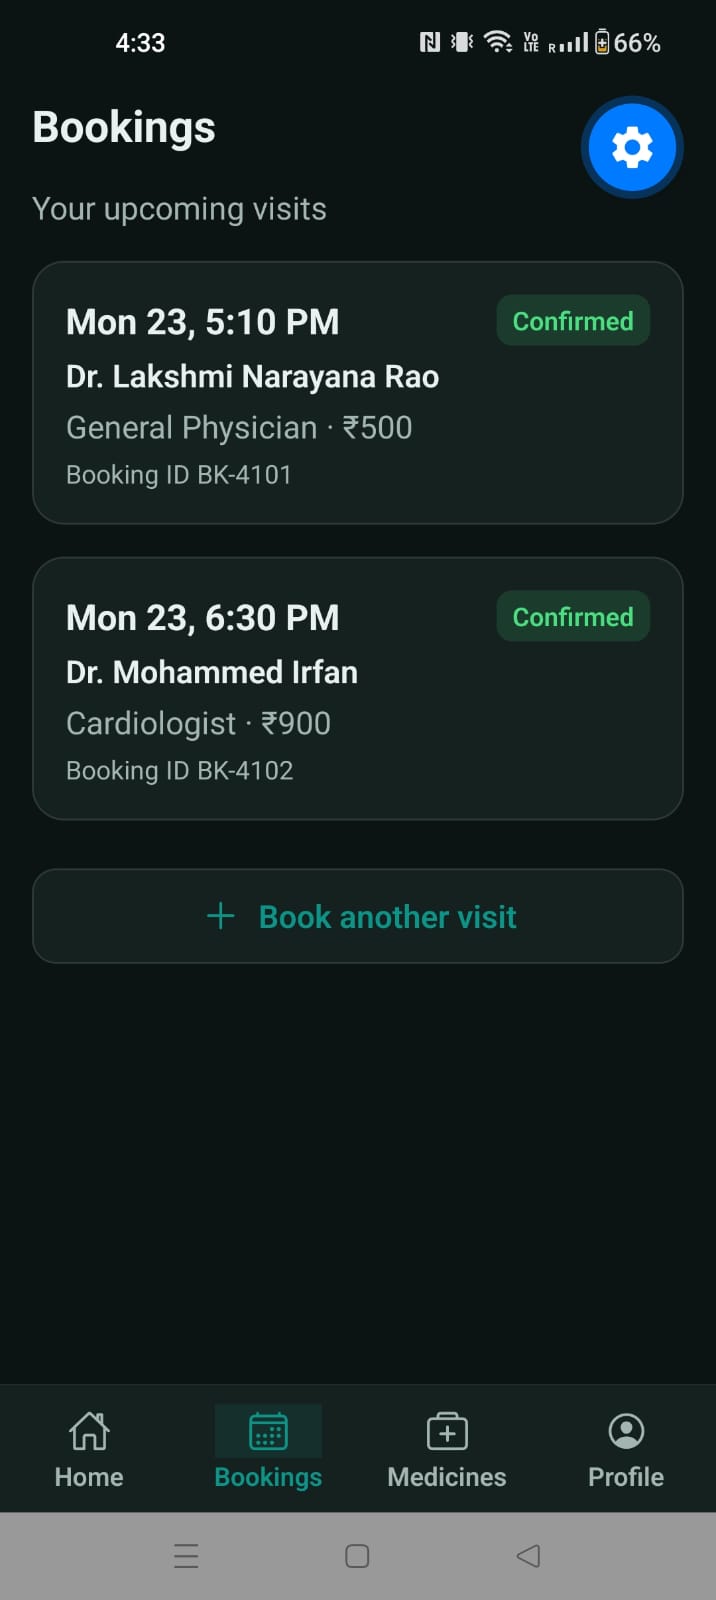 4:33
Vo LTE R 66%
Bookings
Your upcoming visits
Mon 23, 5:10 PM
Confirmed
Dr. Lakshmi Narayana Rao
General Physician · ₹500
Booking ID BK-4101
Mon 23, 6:30 PM
Confirmed
Dr. Mohammed Irfan
Cardiologist · ₹900
Booking ID BK-4102
+ Book another visit
Home
Bookings
Medicines
Profile